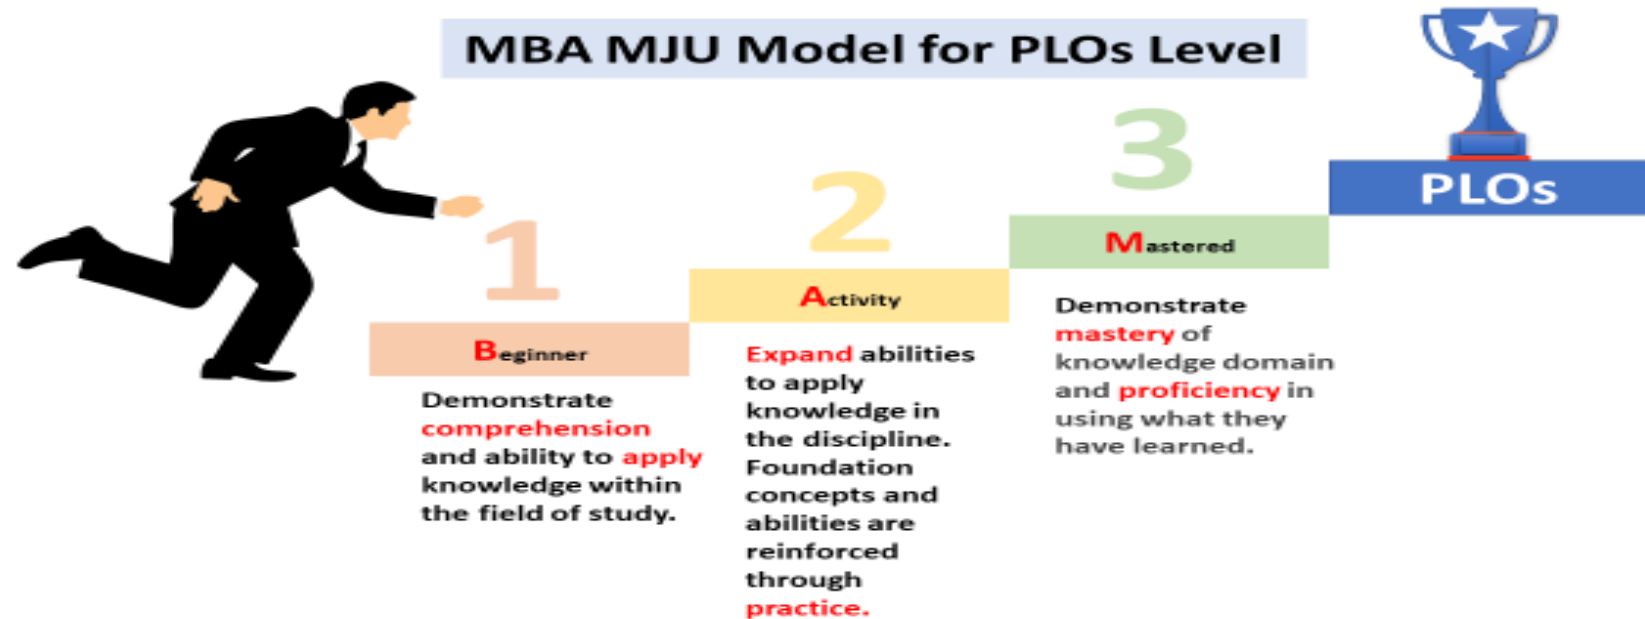 MBA MJU Model for PLOs Level
1
Beginner
Demonstrate
comprehension
and ability to apply
knowledge within
the field of study.
2
Activity
Expand abilities
to apply
knowledge in
the discipline.
Foundation
concepts and
abilities are
reinforced
through
practice.
3
Mastered
Demonstrate
mastery of
knowledge domain
and proficiency in
using what they
have learned.
PLOs